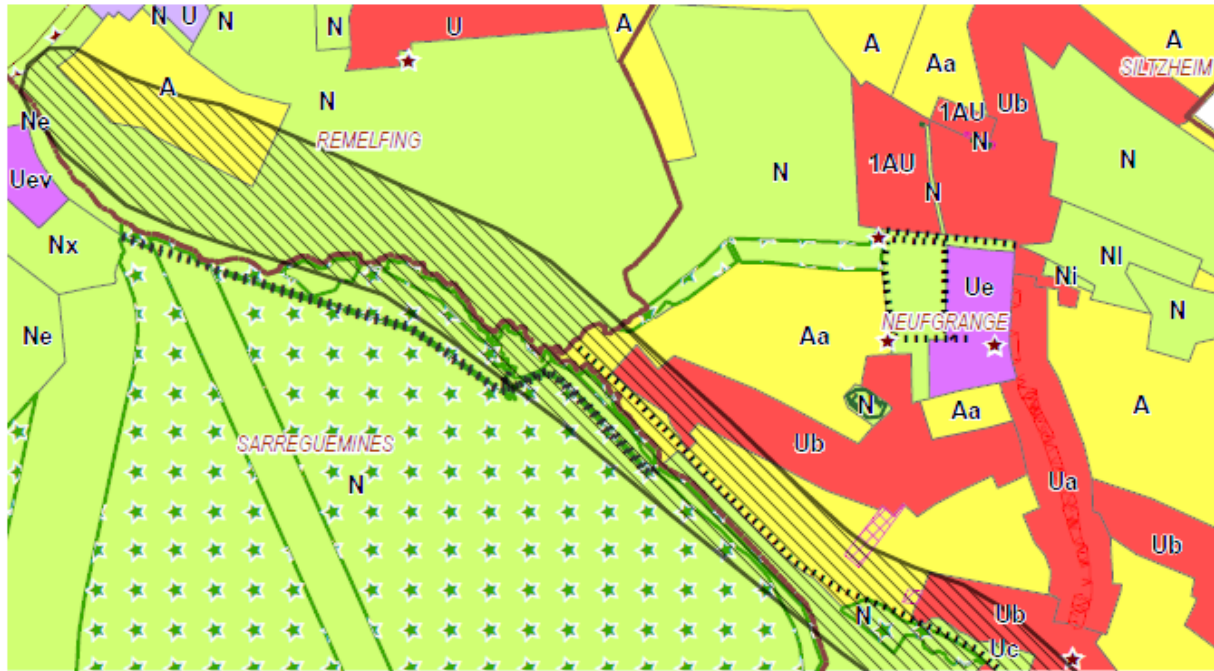 N U N
U
A
Aa
A
SILTZHEIM
A
N
1AU
Ub
Ne
REMELFING
N
N
Uev
N
1AU
N
N
Nx
Nl
Ni
N
Ue
Ne
Aa
NEUFGRANGE
N
Aa
A
SARREGUEMINES
Ub
N
Ua
Ub
N
Ub
Uc